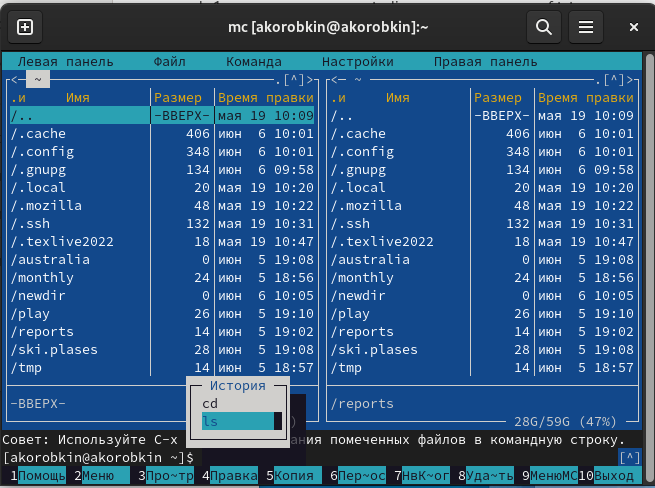 mc [akorobkin@akorobkin]:~
Левая панель Файл Команда Настройки Правая панель
<─ ~ .[^]> <─ ~ .[^]>
.и Имя Размер Время правки .и Имя Размер Время правки
/.. -ВВЕРХ- мая 19 10:09 /.. -ВВЕРХ- мая 19 10:09
/.cache 406 июн 6 10:01 /.cache 406 июн 6 10:01
/.config 348 июн 6 10:01 /.config 348 июн 6 10:01
/.gnupg 134 июн 6 09:58 /.gnupg 134 июн 6 09:58
/.local 20 мая 19 10:20 /.local 20 мая 19 10:20
/.mozilla 48 мая 19 10:22 /.mozilla 48 мая 19 10:22
/.ssh 132 мая 19 10:31 /.ssh 132 мая 19 10:31
/.texlive2022 18 мая 19 10:47 /.texlive2022 18 мая 19 10:47
/australia 0 июн 5 19:08 /australia 0 июн 5 19:08
/monthly 24 июн 5 18:56 /monthly 24 июн 5 18:56
/newdir 0 июн 6 10:05 /newdir 0 июн 6 10:05
/play 26 июн 5 19:10 /play 26 июн 5 19:10
/reports 14 июн 5 19:02 /reports 14 июн 5 19:02
/ski.plases 28 июн 5 19:08 /ski.plases 28 июн 5 19:08
/tmp 14 июн 5 18:57 /tmp 14 июн 5 18:57
История
cd
ls
-ВВЕРХ- /reports
) 28G/59G (47%)
Совет: Используйте C-x ания помеченных файлов в командную строку.
[akorobkin@akorobkin ~]$ [^]
1Помощь 2Меню 3Про~тр 4Правка 5Копия 6Пер~ос 7НвК~ог 8Уда~ть 9МенюMC 10Выход